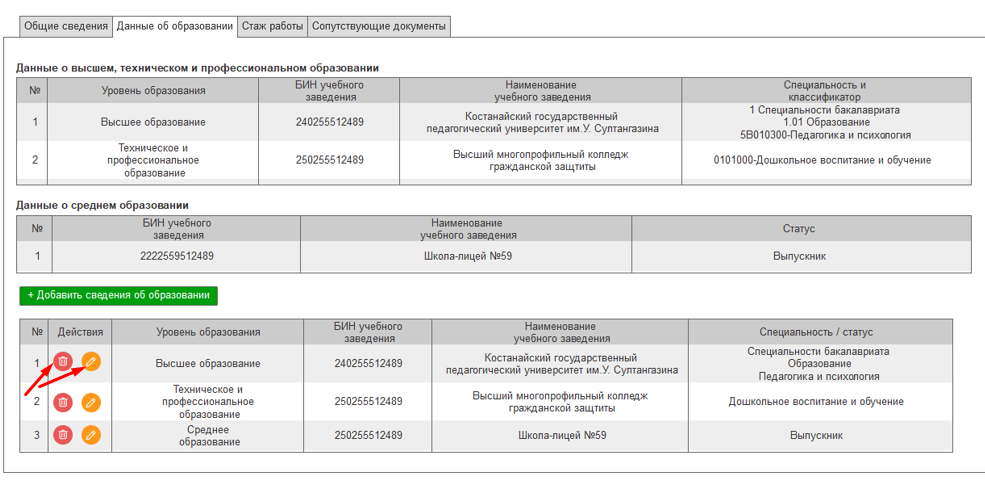 Общие сведения Данные об образовании Стаж работы Сопутствующие документы
Данные о высшем, техническом и профессиональном образовании
№ Уровень образования БИН учебного заведения Наименование учебного заведения Специальность и классификатор
1 Высшее образование 240255512489 Костанайский государственный педагогический университет им.У. Султангазина 1 Специальности бакалавриата 1.01 Образование 5В010300-Педагогика и психология
2 Техническое и профессиональное образование 250255512489 Высший многопрофильный колледж гражданской защтиты 0101000-Дошкольное воспитание и обучение
Данные о среднем образовании
№ БИН учебного заведения Наименование учебного заведения Статус
1 2222559512489 Школа-лицей №59 Выпускник
+ Добавить сведения об образовании
№ Действия Уровень образования БИН учебного заведения Наименование учебного заведения Специальность / статус
1 Высшее образование 240255512489 Костанайский государственный педагогический университет им.У. Султангазина Специальности бакалавриата Образование Педагогика и психология
2 Техническое и профессиональное образование 250255512489 Высший многопрофильный колледж гражданской защтиты Дошкольное воспитание и обучение
3 Среднее образование 250255512489 Школа-лицей №59 Выпускник